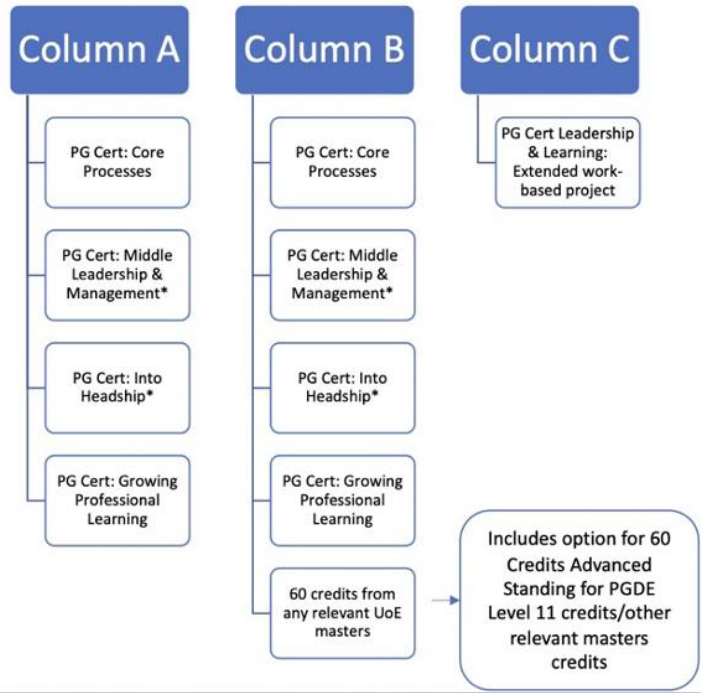 Column A
PG Cert: Core
Processes
PG Cert: Middle
Leadership &
Management*
PG Cert: Into
Headship*
PG Cert: Growing
Professional
Learning
Column B
PG Cert: Core
Processes
PG Cert: Middle
Leadership &
Management*
PG Cert: Into
Headship*
PG Cert: Growing
Professional
Learning
60 credits from
any relevant UoE
masters
Includes option for 60
Credits Advanced
Standing for PGDE
Level 11 credits/other
relevant masters
credits
Column C
PG Cert Leadership
& Learning:
Extended work-
based project